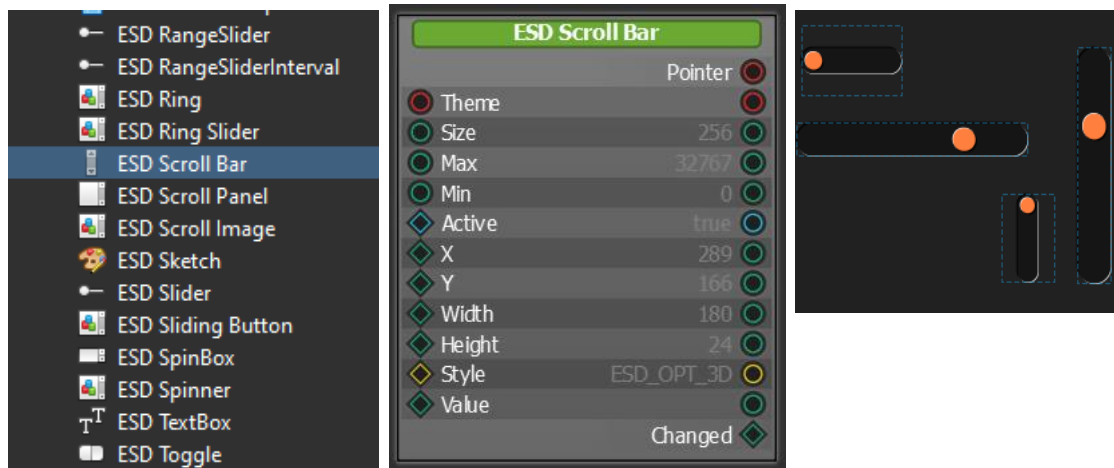 ESD RangeSlider
ESD RangeSliderInterval
ESD Ring
ESD Ring Slider
ESD Scroll Bar
ESD Scroll Panel
ESD Scroll Image
ESD Sketch
ESD Slider
ESD Sliding Button
ESD SpinBox
ESD Spinner
ESD TextBox
ESD Toggle
ESD Scroll Bar
Pointer
Theme
Size 256
Max 32767
Min 0
Active true
X 289
Y 166
Width 180
Height 24
Style ESD_OPT_3D
Value
Changed